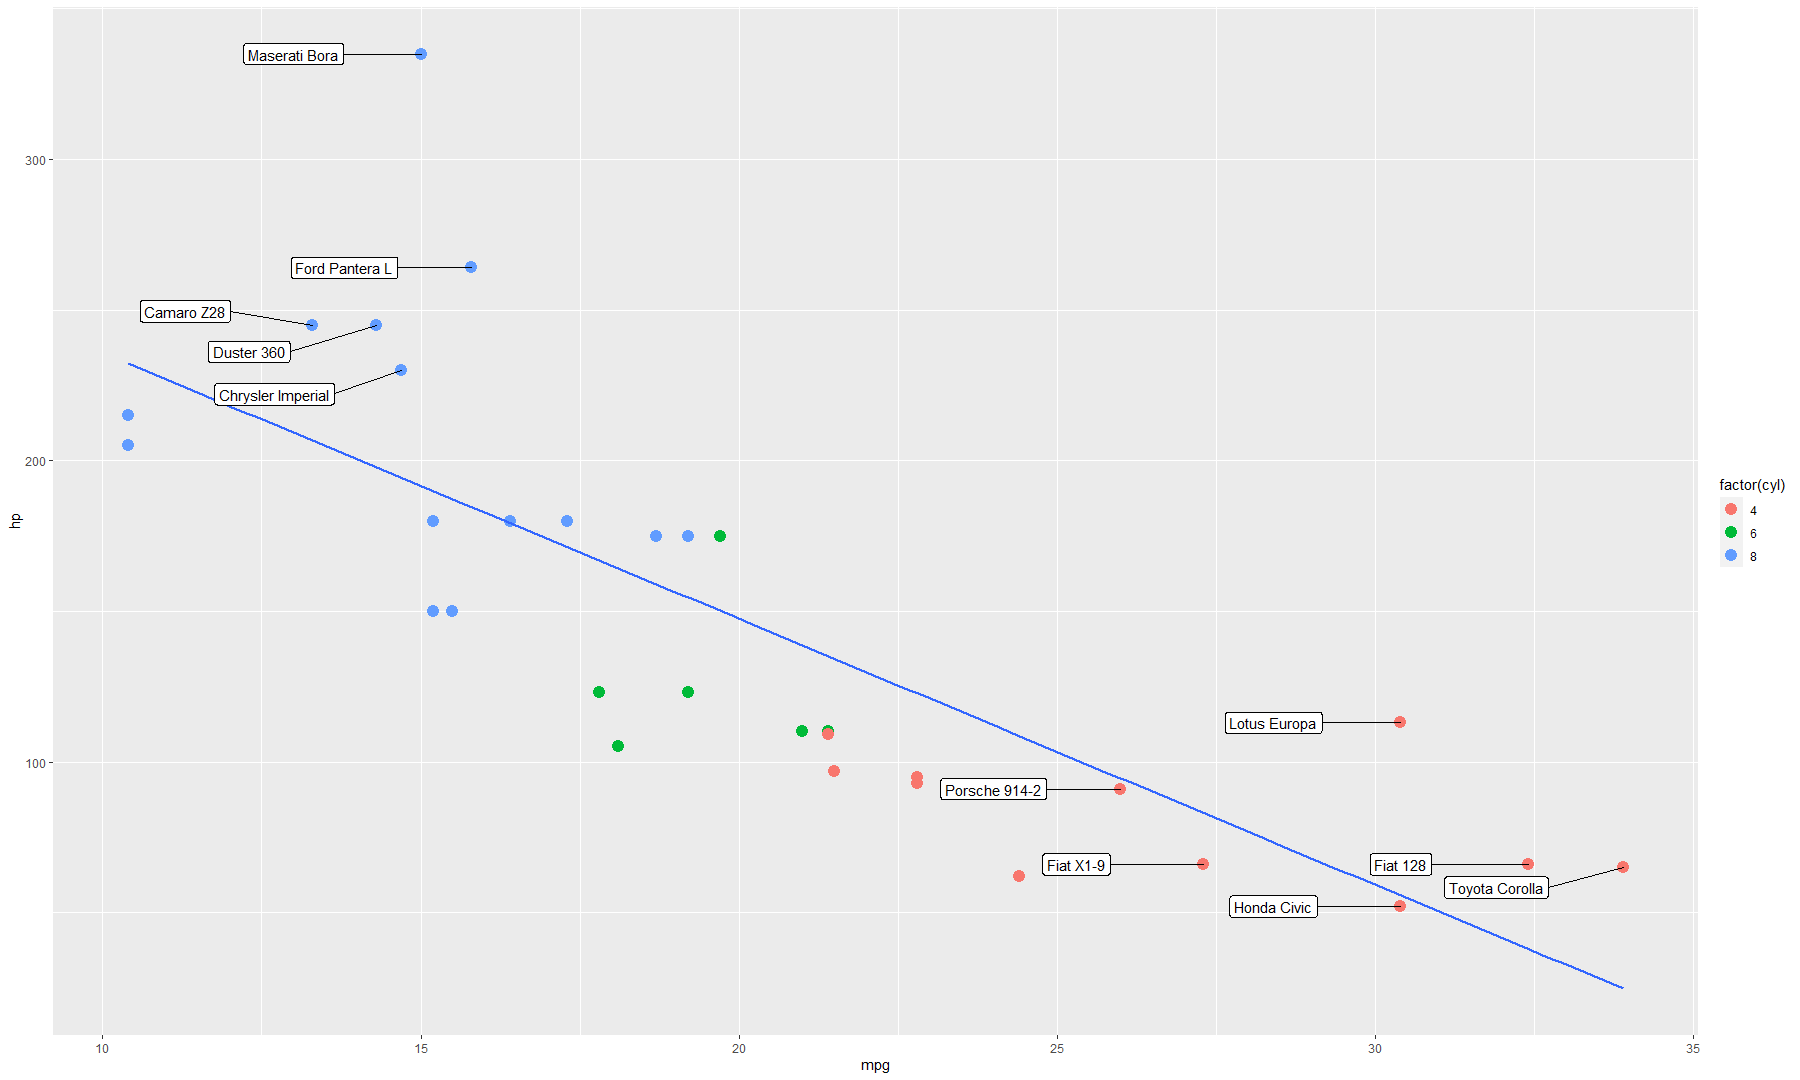 Maserati Bora
300
Ford Pantera L
Camaro Z28
Duster 360
Chrysler Imperial
200
factor(cyl)
4
6
8
hp
Lotus Europa
100
Porsche 914-2
Fiat X1-9
Fiat 128
Toyota Corolla
Honda Civic
10 15 20 25 30 35
mpg